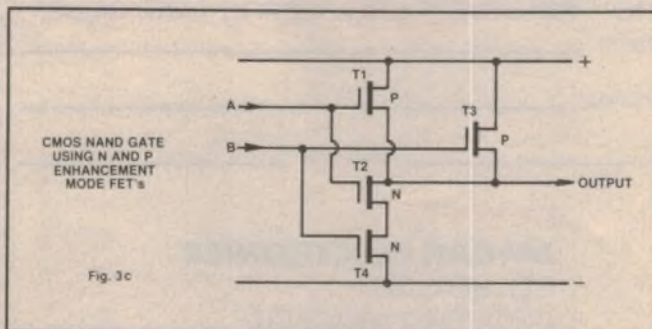 T1
+
P
T3
A
P
CMOS NAND GATE
USING N AND P
ENHANCEMENT
MODE FET's
B
T2
N
OUTPUT
N
T4
Fig. 3c
−